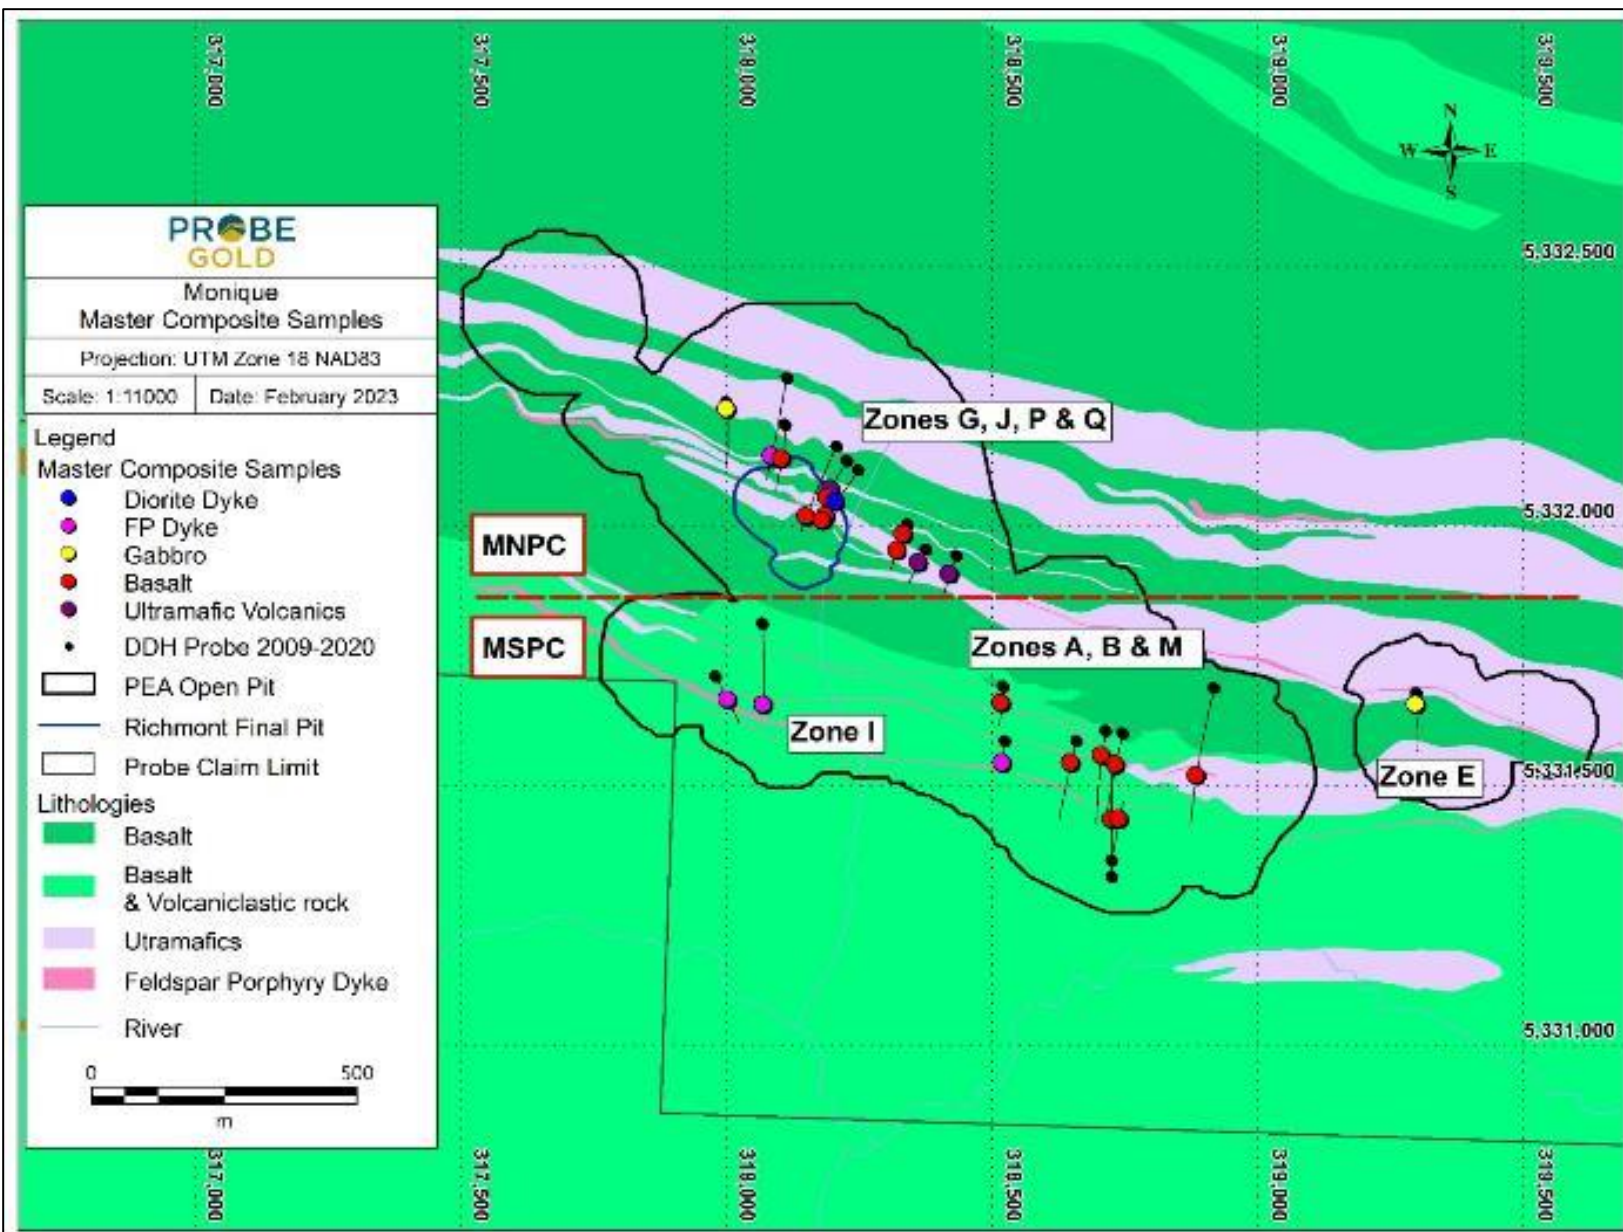 317,000
317,500
318,000
318,500
319,000
319,500
N
W E
S
PROBE
GOLD
Monique
Master Composite Samples
Projection: UTM Zone 18 NAD83
Scale: 1:11000 Date: February 2023
Legend
Master Composite Samples
Diorite Dyke
FP Dyke
Gabbro
Basalt
Ultramafic Volcanics
DDH Probe 2009-2020
PEA Open Pit
Richmont Final Pit
Probe Claim Limit
Lithologies
Basalt
Basalt
& Volcaniclastic rock
Utramafics
Feldspar Porphyry Dyke
River
0 500
m
5,332,500
Zones G, J, P & Q
5,332,000
MNPC
MSPC
Zones A, B & M
Zone I
Zone E
5,331,500
5,331,000
317,000
317,500
318,000
318,500
319,000
319,500